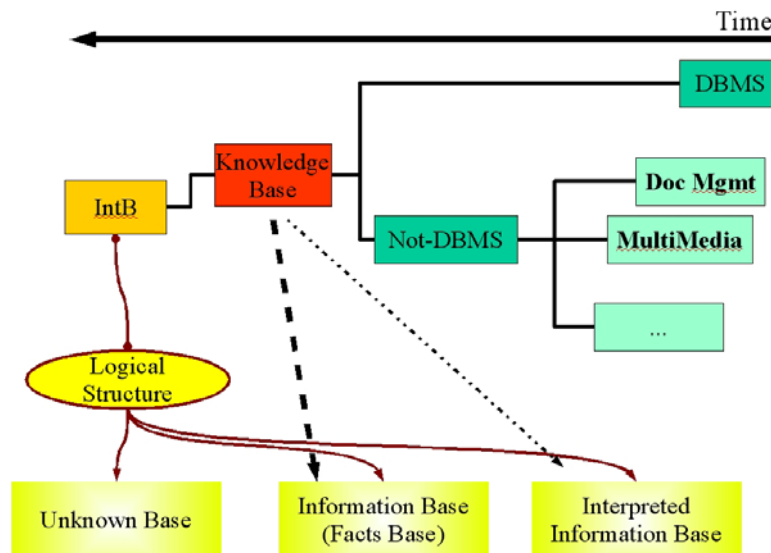 Time
DBMS
Knowledge
Base
Doc Mgmt
IntB
Not-DBMS
MultiMedia
...
Logical
Structure
Unknown Base
Information Base
(Facts Base)
Interpreted
Information Base